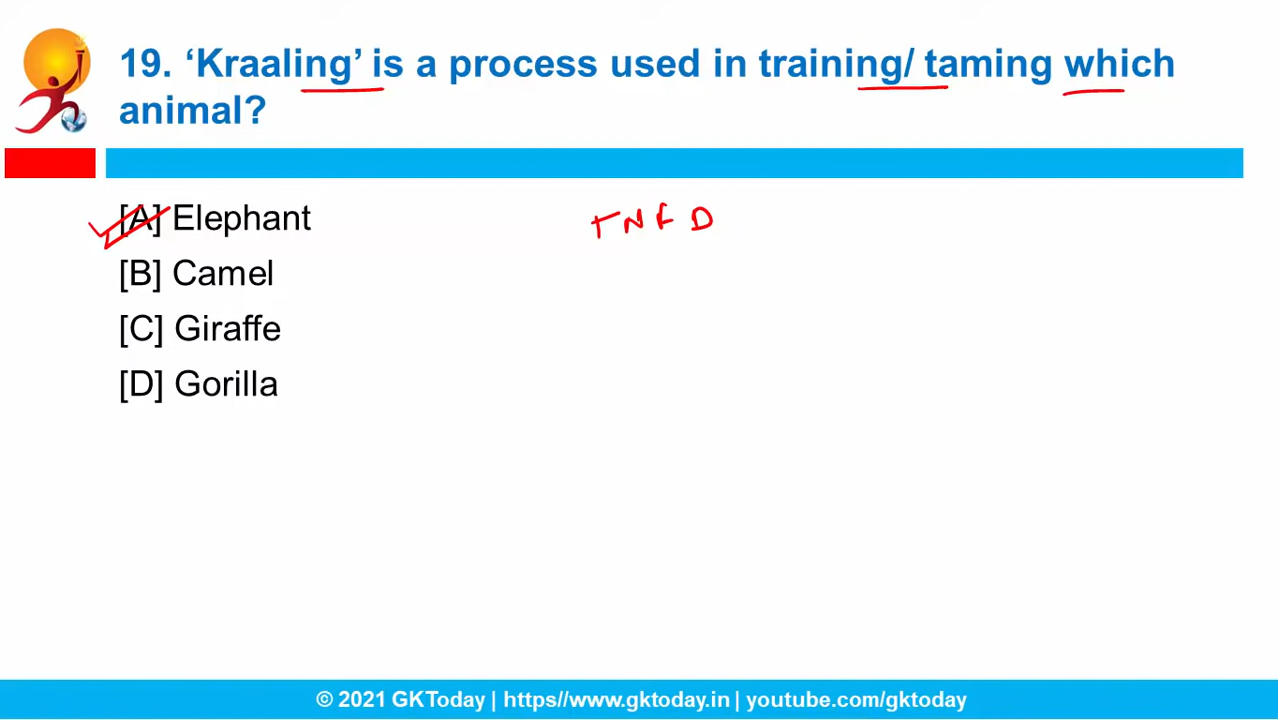 19. ‘Kraaling’ is a process used in training/ taming which
animal?
[A] Elephant
TNFD
[B] Camel
[C] Giraffe
[D] Gorilla
© 2021 GKToday | https//www.gktoday.in | youtube.com/gktoday